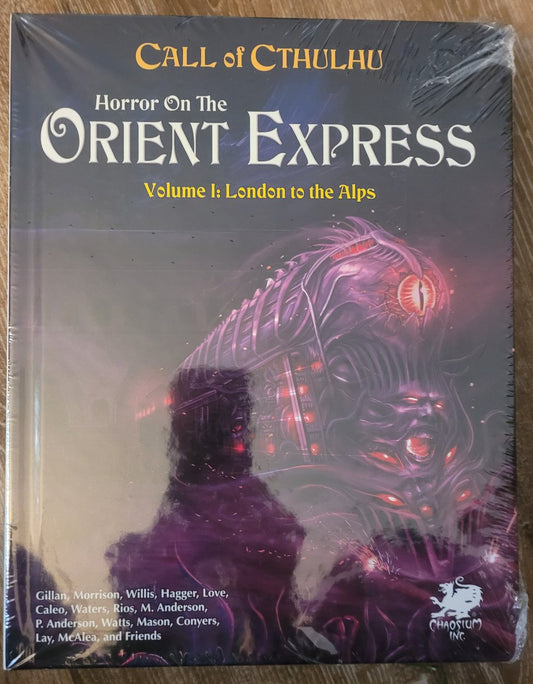 CALL of CTHULHU
Horror On The
ORIENT EXPRESS
Volume I: London to the Alps
Gillan, Morrison, Willis, Hagger, Love,
Caleo, Waters, Rios, M. Anderson,
P. Anderson, Watts, Mason, Conyers,
Lay, McAlea, and Friends
CHAOSIUM
INC.